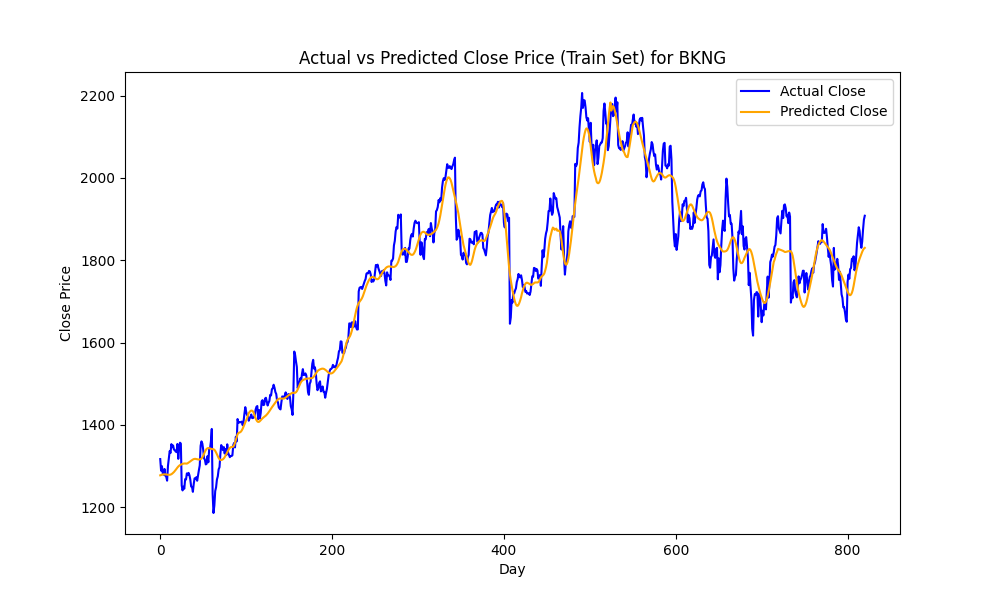 Actual vs Predicted Close Price (Train Set) for BKNG
Actual Close
Predicted Close
Close Price
2200
2000
1800
1600
1400
1200
0 200 400 600 800
Day